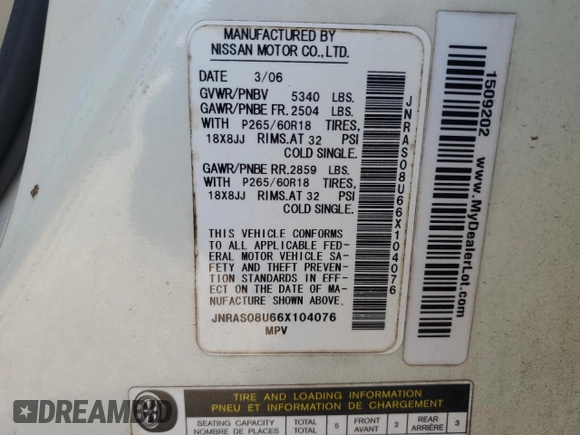 MANUFACTURED BY
NISSAN MOTOR CO., LTD.
DATE 3/06
GVWR/PNBV 5340 LBS.
GAWR/PNBE FR. 2504 LBS.
WITH P265/60R18 TIRES,
18X8JJ RIMS. AT 32 PSI
COLD SINGLE.
GAWR/PNBE RR. 2859 LBS.
WITH P265/60R18 TIRES,
18X8JJ RIMS. AT 32 PSI
COLD SINGLE.
THIS VEHICLE CONFORMS
TO ALL APPLICABLE FED-
ERAL MOTOR VEHICLE SA-
FETY AND THEFT PREVEN-
TION STANDARDS IN EFF-
ECT ON THE DATE OF MA-
NUFACTURE SHOWN ABOVE.
JNRAS08U66X104076
MPV
JNRAS08U66X104076
1509202
www.MyDealerLot.com
TIRE AND LOADING INFORMATION
PNEU ET INFORMATION DE CHARGEMENT
SEATING CAPACITY TOTAL 5 FRONT 2 REAR 3
NOMBRE DE PLACES TOTAL AVANT ARRIÈRE
DREAMBID